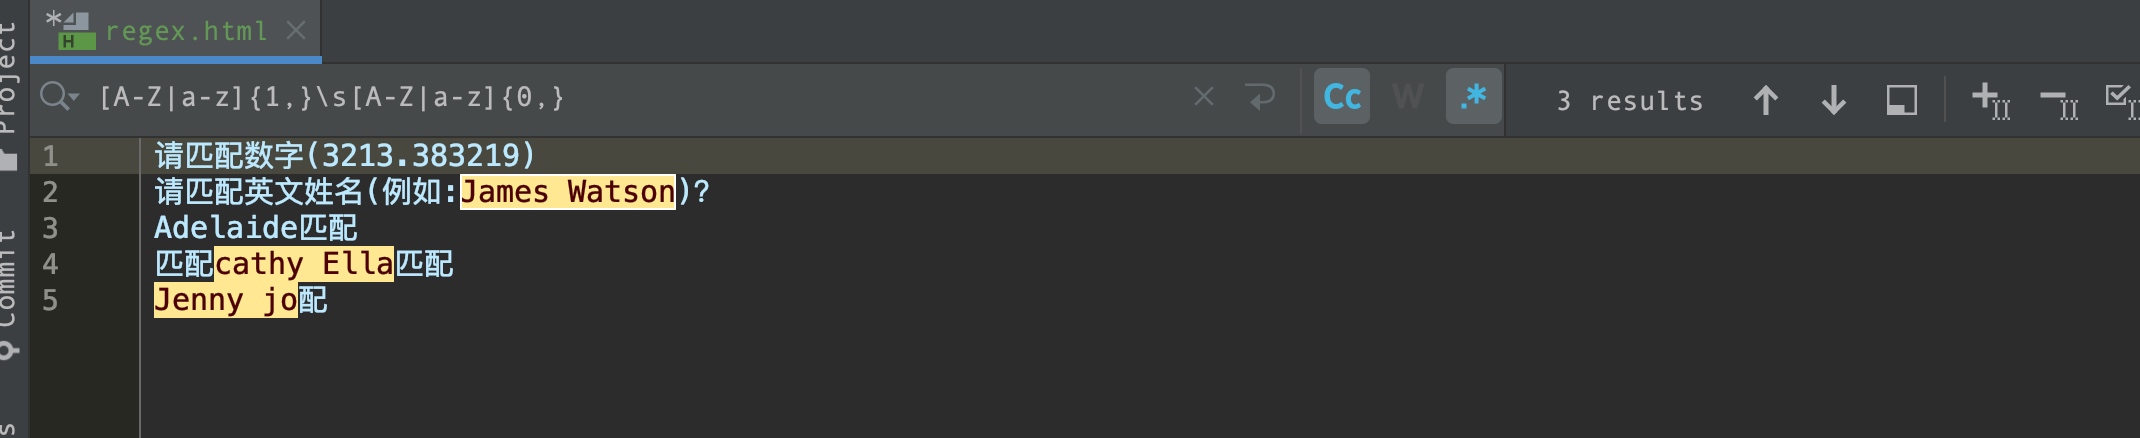 regex.html
[A-Z|a-z]{1,}\s[A-Z|a-z]{0,}
Cc W .* 3 results
Project
Commit
1 请匹配数字(3213.383219)
2 请匹配英文姓名(例如:James Watson)?
3 Adelaide匹配
4 匹配cathy Ella匹配
5 Jenny jo配